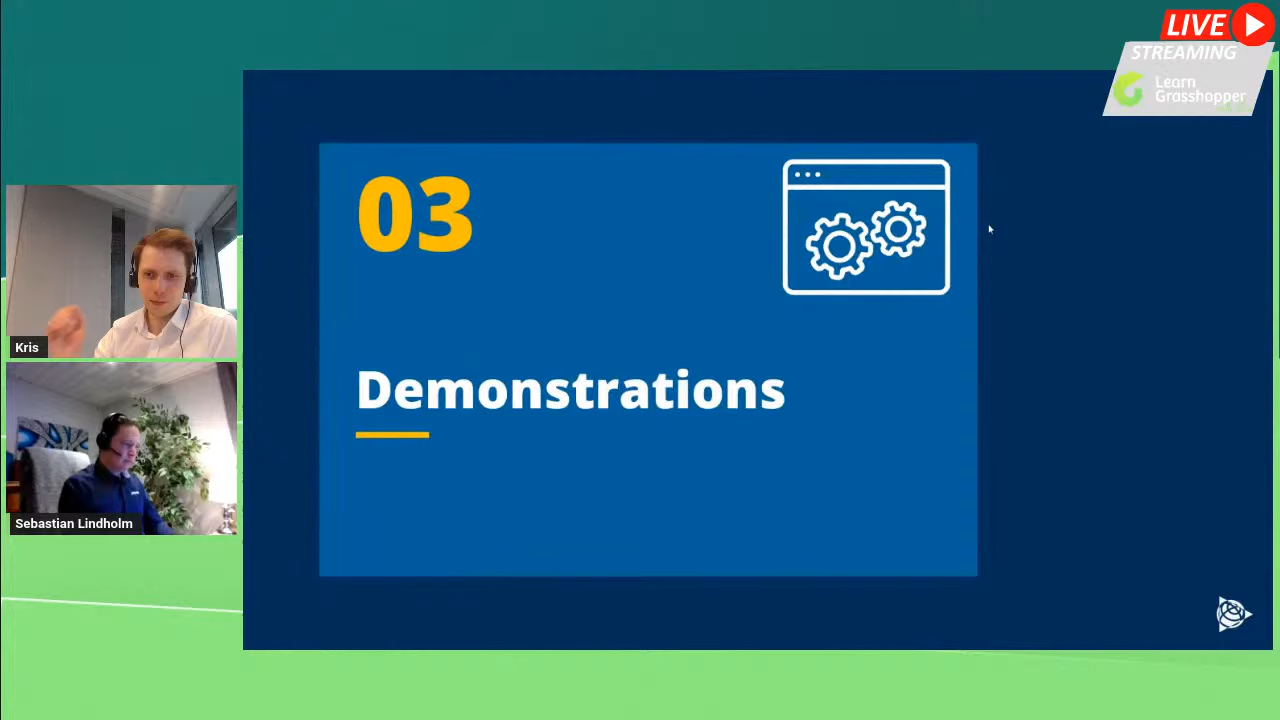 LIVE
STREAMING
Learn
Grasshopper
03
Demonstrations
Kris
Sebastian Lindholm